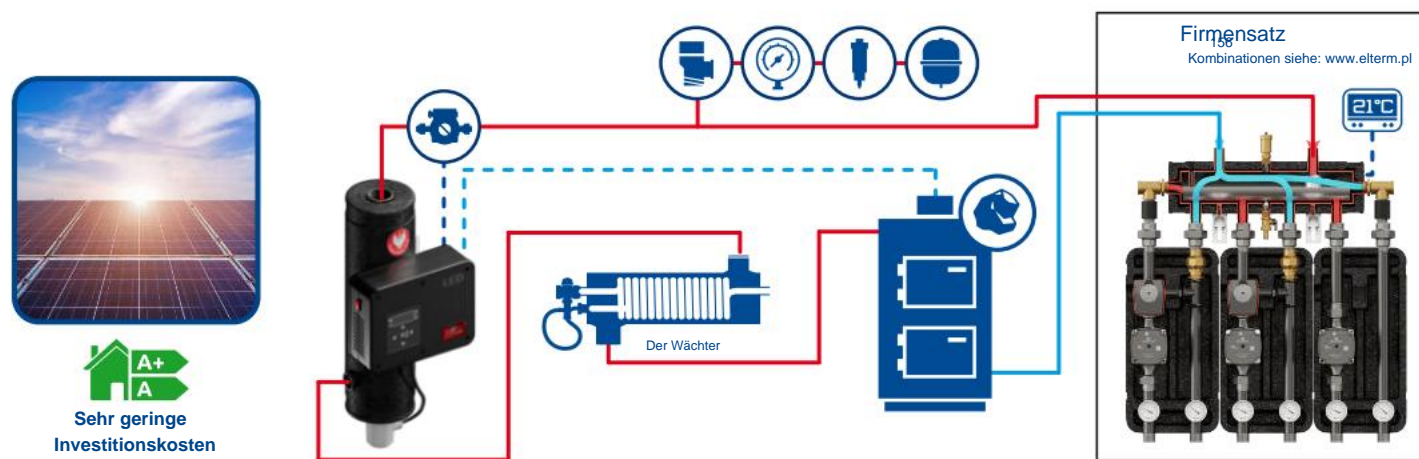 Firmensatz
156
Kombinationen siehe: www.elterm.pl
21°C
Der Wächter
A+
A
Sehr geringe
Investitionskosten